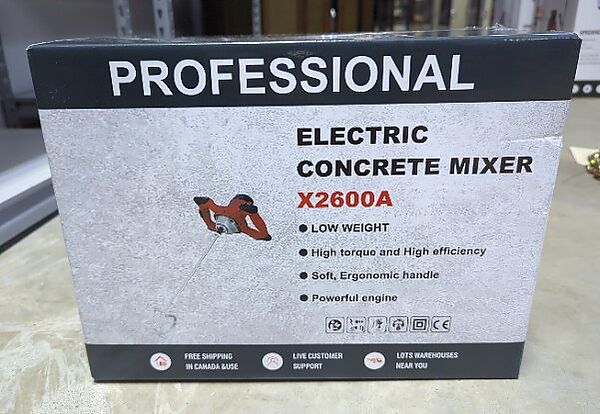 PROFESSIONAL
ELECTRIC
CONCRETE MIXER
X2600A
● LOW WEIGHT
● High torque and High efficiency
● Soft, Ergonomic handle
● Powerful engine
CE
FREE SHIPPING
IN CANADA &USE
LIVE CUSTOMER
SUPPORT
LOTS WAREHOUSES
NEAR YOU